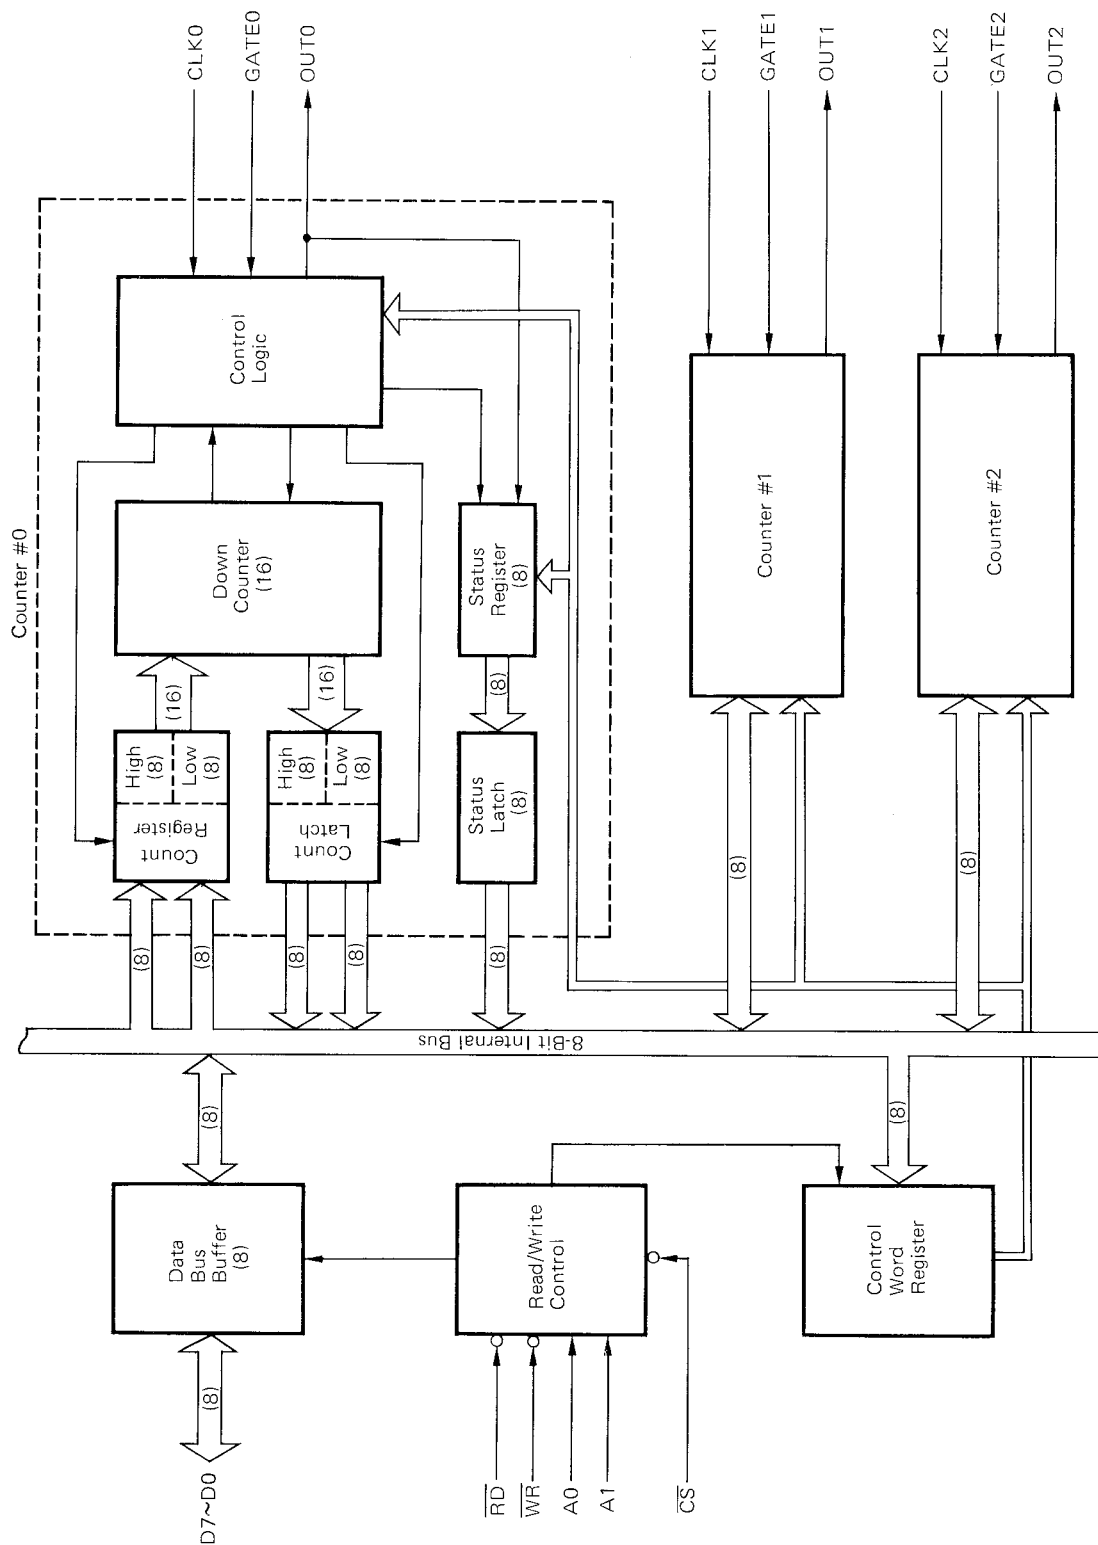 CLK0
GATE0
OUT0
CLK1
GATE1
OUT1
CLK2
GATE2
OUT2
Counter #0
Control
Logic
Down
Counter
(16)
Status
Register
(8)
Counter #1
Counter #2
(16)
(16)
(8)
Count
Register
High
(8)
Low
(8)
Count
Latch
High
(8)
Low
(8)
Status
Latch
(8)
(8)
(8)
(8)
(8)
(8)
(8)
8-Bit Internal Bus
(8)
(8)
Data
Bus
Buffer
(8)
Read/Write
Control
Control
Word
Register
(8)
D7~D0
RD
WR
A0
A1
CS